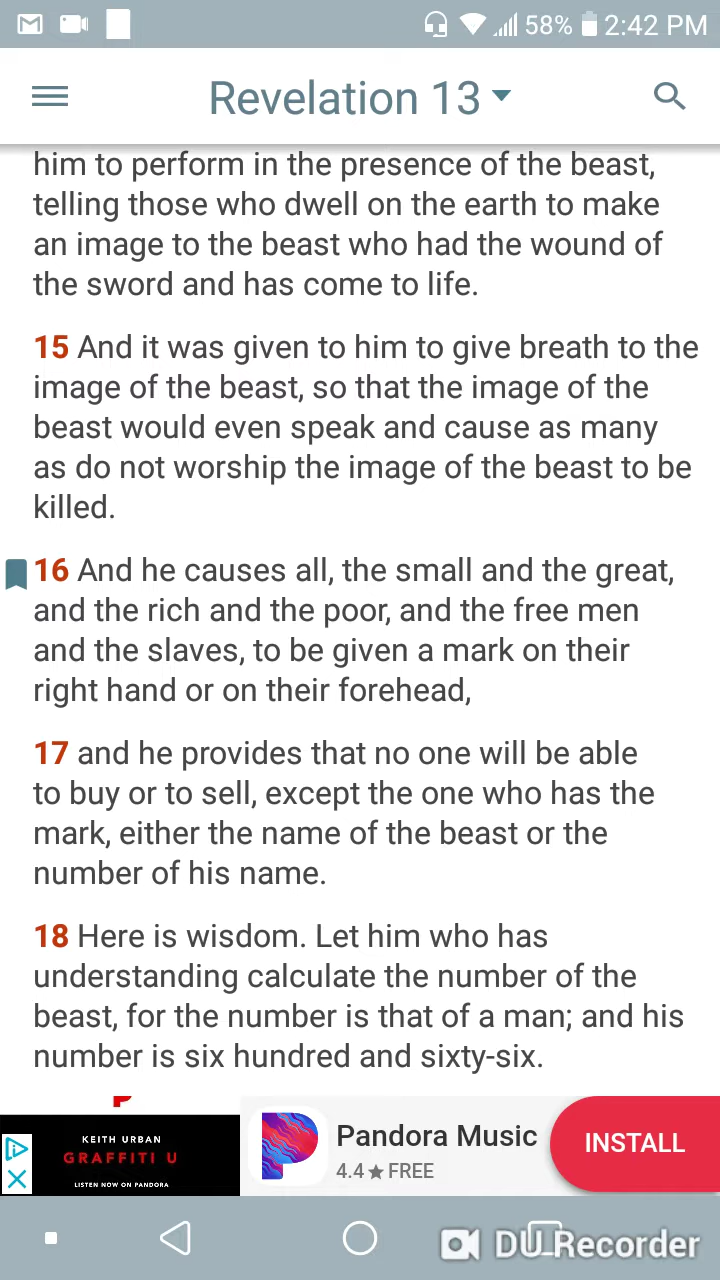 58% 2:42 PM
Revelation 13
him to perform in the presence of the beast,
telling those who dwell on the earth to make
an image to the beast who had the wound of
the sword and has come to life.
15 And it was given to him to give breath to the
image of the beast, so that the image of the
beast would even speak and cause as many
as do not worship the image of the beast to be
killed.
16 And he causes all, the small and the great,
and the rich and the poor, and the free men
and the slaves, to be given a mark on their
right hand or on their forehead,
17 and he provides that no one will be able
to buy or to sell, except the one who has the
mark, either the name of the beast or the
number of his name.
18 Here is wisdom. Let him who has
understanding calculate the number of the
beast, for the number is that of a man; and his
number is six hundred and sixty-six.
KEITH URBAN
GRAFFITI U
LISTEN NOW ON PANDORA
Pandora Music
4.4★FREE
INSTALL
DU Recorder